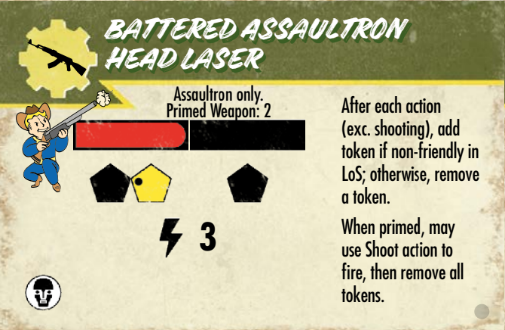 BATTERED ASSAULTRON
HEAD LASER
Assaultron only.
Primed Weapon: 2
3
After each action
(exc. shooting), add
token if non-friendly in
LoS; otherwise, remove
a token.
When primed, may
use Shoot action to
fire, then remove all
tokens.